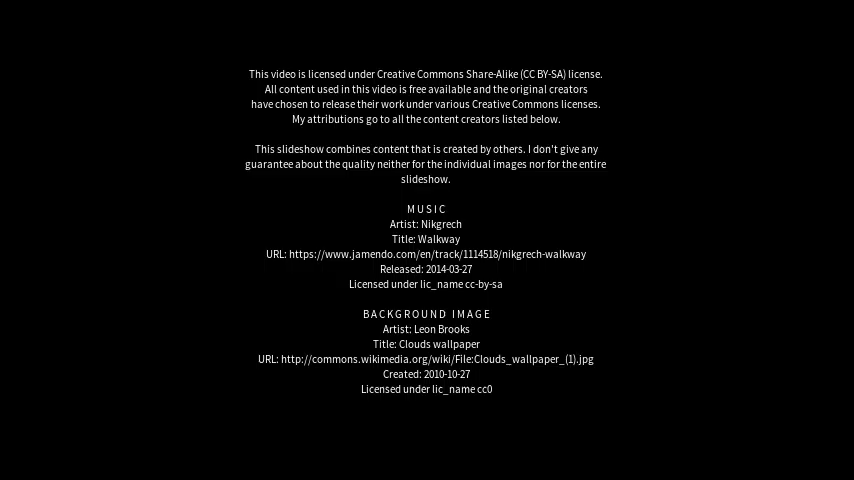 This video is licensed under Creative Commons Share-Alike (CC BY-SA) license.
All content used in this video is free available and the original creators
have chosen to release their work under various Creative Commons licenses.
My attributions go to all the content creators listed below.
This slideshow combines content that is created by others. I don't give any
guarantee about the quality neither for the individual images nor for the entire
slideshow.
M U S I C
Artist: Nikgrech
Title: Walkway
URL: https://www.jamendo.com/en/track/1114518/nikgrech-walkway
Released: 2014-03-27
Licensed under lic_name cc-by-sa
B A C K G R O U N D  I M A G E
Artist: Leon Brooks
Title: Clouds wallpaper
URL: http://commons.wikimedia.org/wiki/File:Clouds_wallpaper_(1).jpg
Created: 2010-10-27
Licensed under lic_name cc0